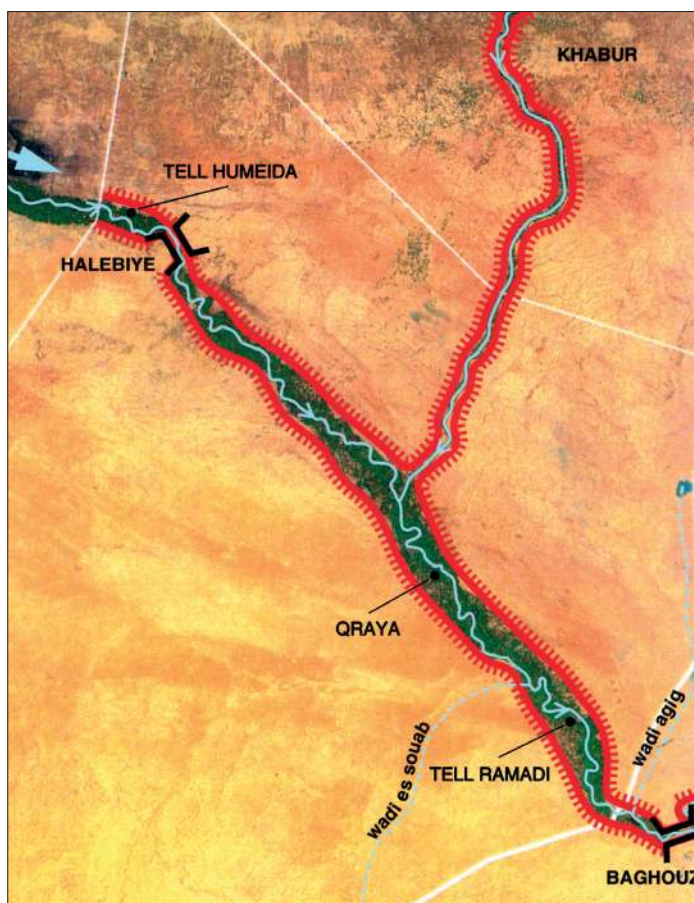 KHABUR
TELL HUMEIDA
HALEBIYE
QRAYA
wadi agig
wadi es souab
TELL RAMADI
BAGHOUZ